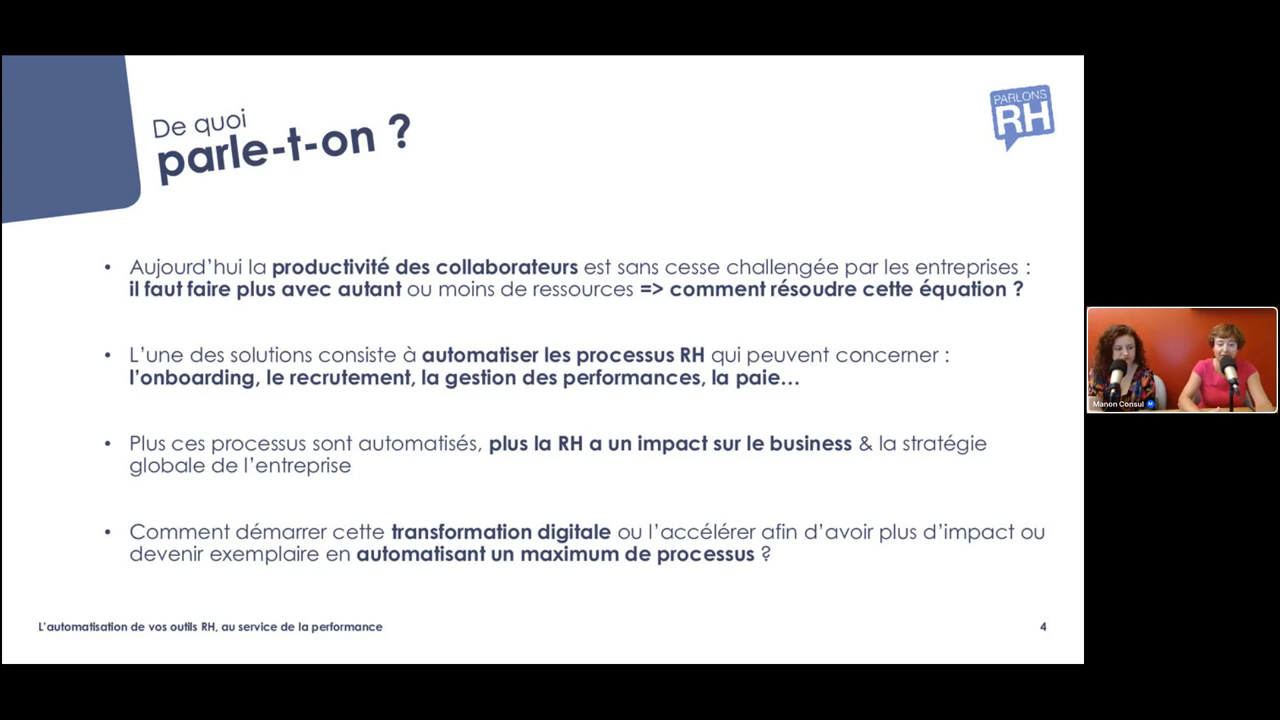 De quoi
parle-t-on ?
PARLONS
RH
• Aujourd’hui la productivité des collaborateurs est sans cesse challengée par les entreprises :
il faut faire plus avec autant ou moins de ressources => comment résoudre cette équation ?
• L’une des solutions consiste à automatiser les processus RH qui peuvent concerner :
l’onboarding, le recrutement, la gestion des performances, la paie…
• Plus ces processus sont automatisés, plus la RH a un impact sur le business & la stratégie
globale de l’entreprise
• Comment démarrer cette transformation digitale ou l’accélérer afin d’avoir plus d’impact ou
devenir exemplaire en automatisant un maximum de processus ?
Manon Consul
L’automatisation de vos outils RH, au service de la performance
4